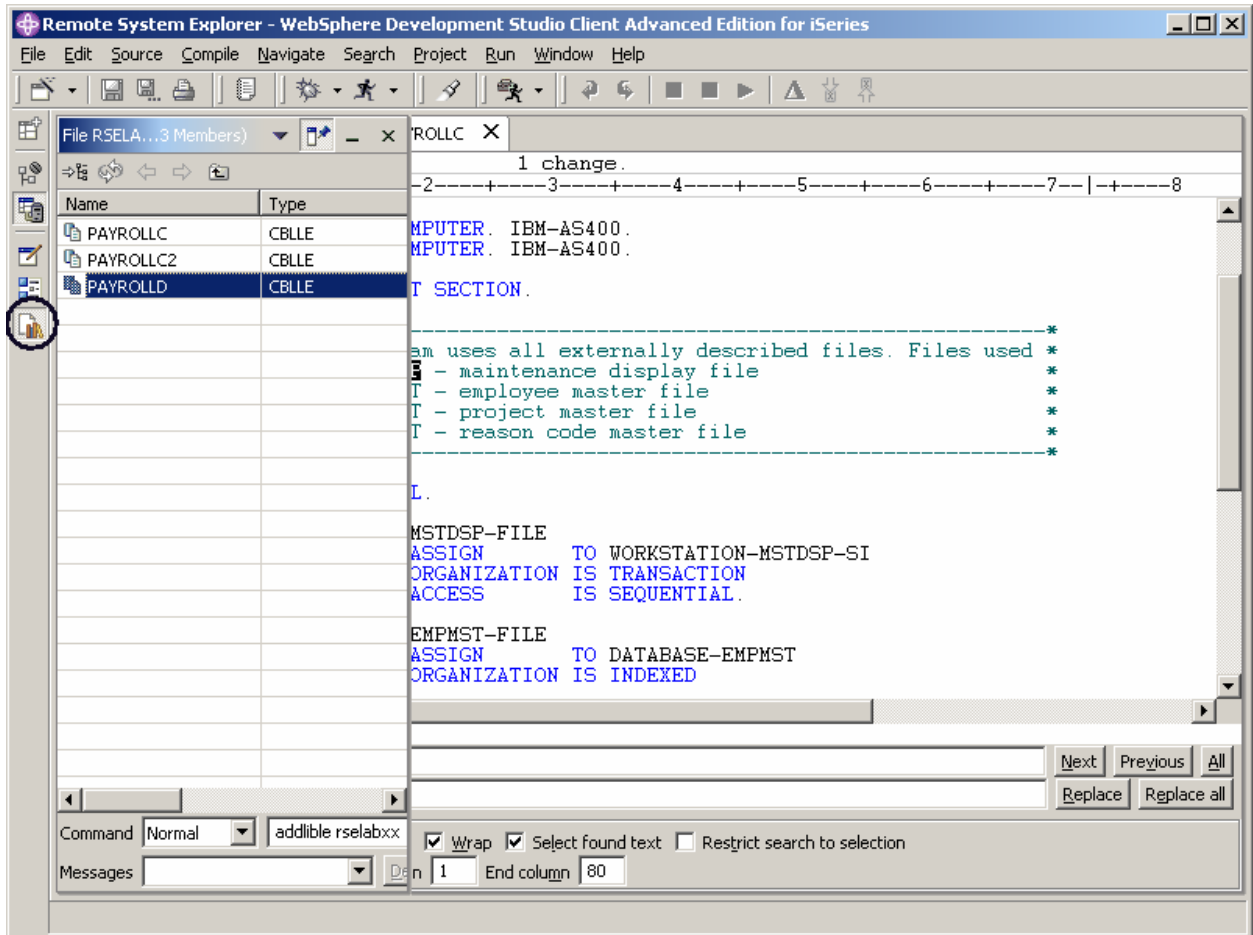 Remote System Explorer - WebSphere Development Studio Client Advanced Edition for iSeries
File Edit Source Compile Navigate Search Project Run Window Help
File RSELA...3 Members)
Name Type
PAYROLLC CBLLE
PAYROLLC2 CBLLE
PAYROLLD CBLLE
Command Normal addlible rselabxx
Messages De
ROLLC
1 change.
-2----+----3----+----4----+----5----+----6----+----7--|-+----8
MPUTER. IBM-AS400.
MPUTER. IBM-AS400.
T SECTION.
----------------------------------------------------*
am uses all externally described files. Files used *
- maintenance display file *
T - employee master file *
T - project master file *
T - reason code master file *
----------------------------------------------------*
L.
MSTDSP-FILE
ASSIGN TO WORKSTATION-MSTDSP-SI
ORGANIZATION IS TRANSACTION
ACCESS IS SEQUENTIAL.
EMPMST-FILE
ASSIGN TO DATABASE-EMPMST
ORGANIZATION IS INDEXED
Next Previous All
Replace Replace all
Wrap Select found text Restrict search to selection
n 1 End column 80